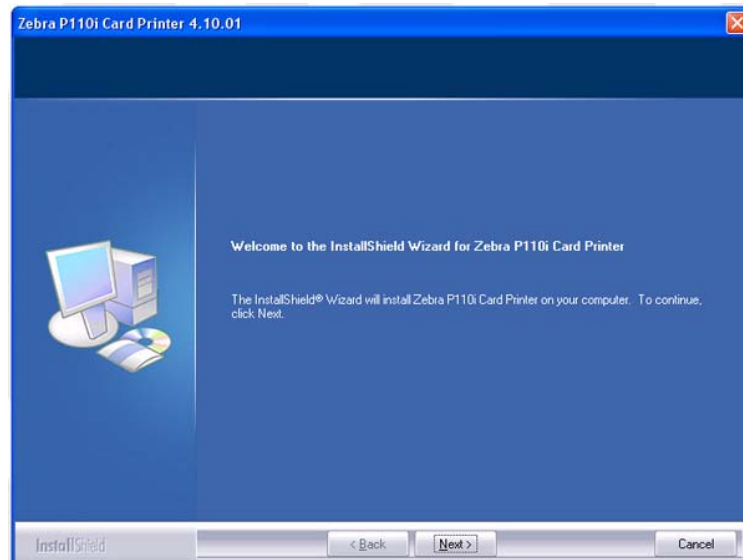 Zebra P110i Card Printer 4.10.01
Welcome to the InstallShield Wizard for Zebra P110i Card Printer
The InstallShield® Wizard will install Zebra P110i Card Printer on your computer. To continue,
click Next.
InstallShield
< Back Next > Cancel